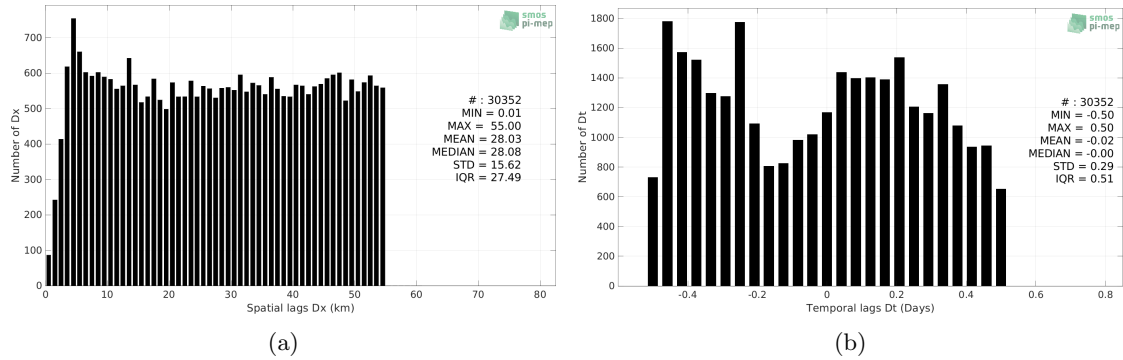 smos
pi-mep
Number of Dx
700
600
500
400
300
200
100
0
# : 30352
MIN = 0.01
MAX = 55.00
MEAN = 28.03
MEDIAN = 28.08
STD = 15.62
IQR = 27.49
0 10 20 30 40 50 60 70 80
Spatial lags Dx (km)
(a)
smos
pi-mep
Number of Dt
1800
1600
1400
1200
1000
800
600
400
200
0
# : 30352
MIN = -0.50
MAX = 0.50
MEAN = -0.02
MEDIAN = -0.00
STD = 0.29
IQR = 0.51
-0.4 -0.2 0 0.2 0.4 0.6 0.8
Temporal lags Dt (Days)
(b)